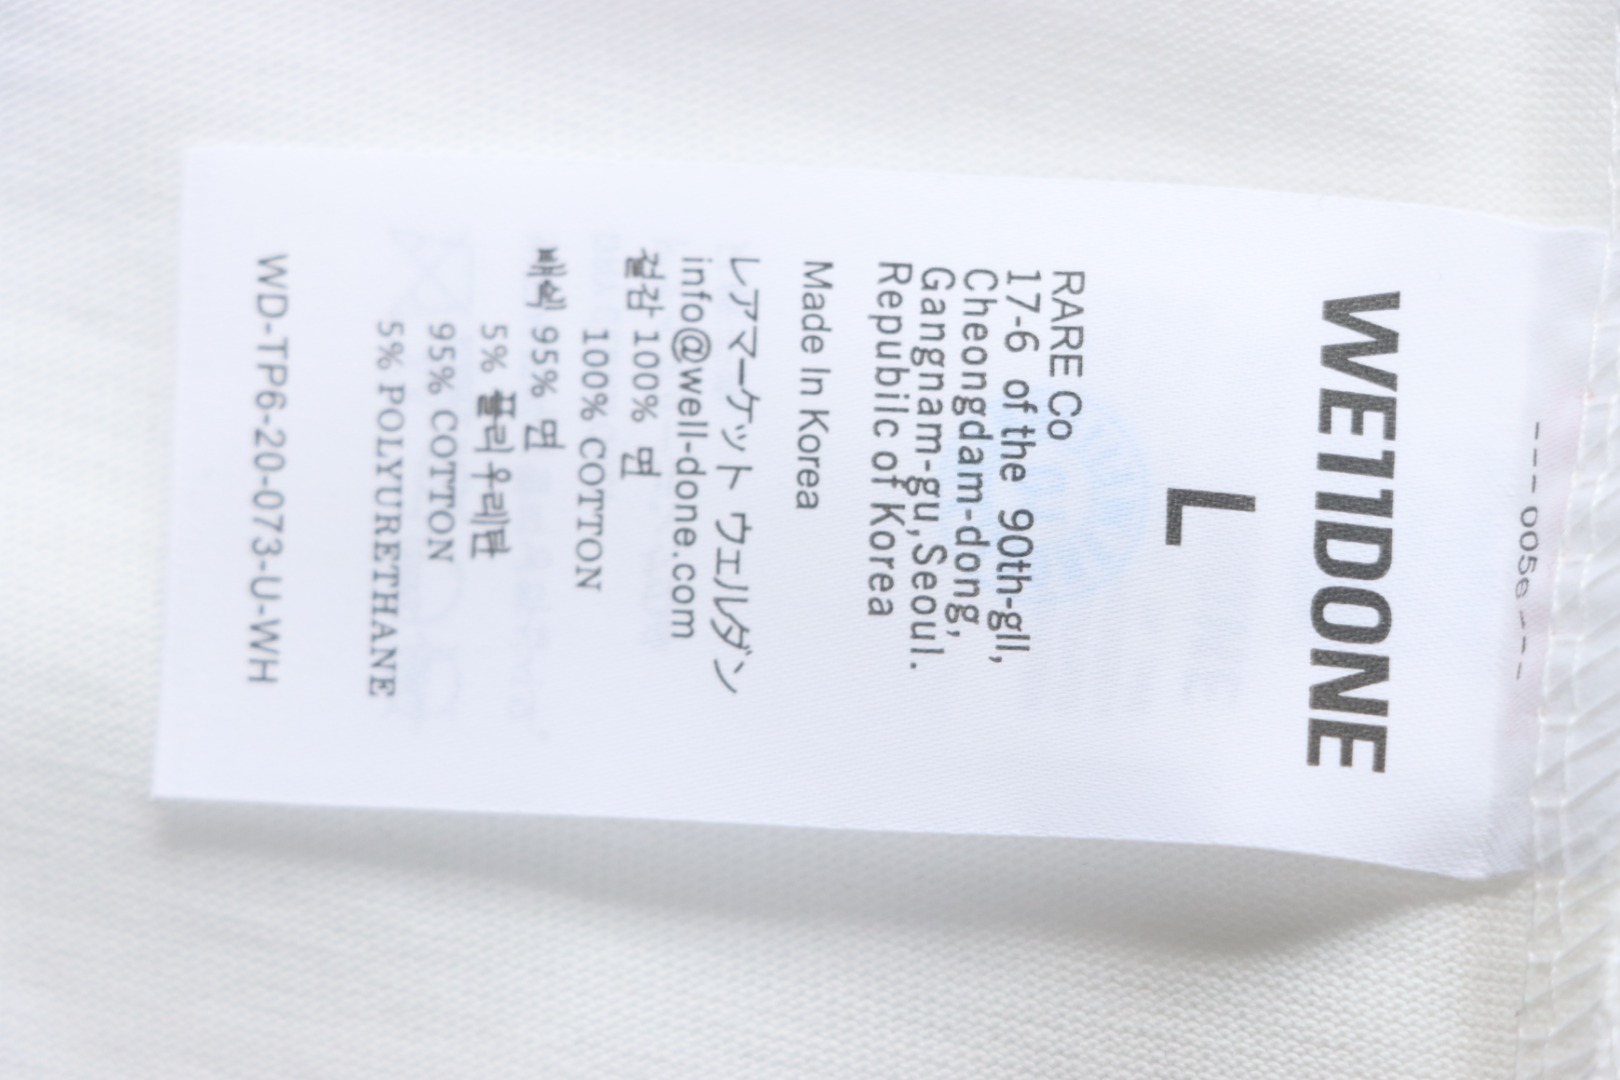 005e
WE11DONE
L
RARE Co
17-6 of the 90th-gil,
Cheongdam-dong,
Gangnam-gu,Seoul.
Republic of Korea
Made In Korea
レアマーケット ウェルダン
info@well-done.com
겉감 100% 면
100% COTTON
배색 95% 면
5% 폴리우레탄
95% COTTON
5% POLYURETHANE
WD-TP6-20-073-U-WH